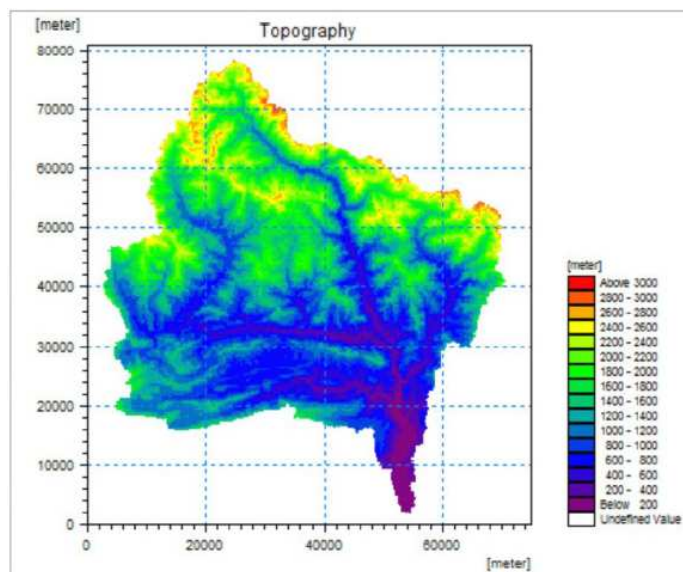 Topography
[meter]
80000
70000
60000
50000
40000
30000
20000
10000
0
0 20000 40000 60000
[meter]
[meter]
Above 3000
2800 - 3000
2600 - 2800
2400 - 2600
2200 - 2400
2000 - 2200
1800 - 2000
1600 - 1800
1400 - 1600
1200 - 1400
1000 - 1200
800 - 1000
600 - 800
400 - 600
200 - 400
Below 200
Undefined Value